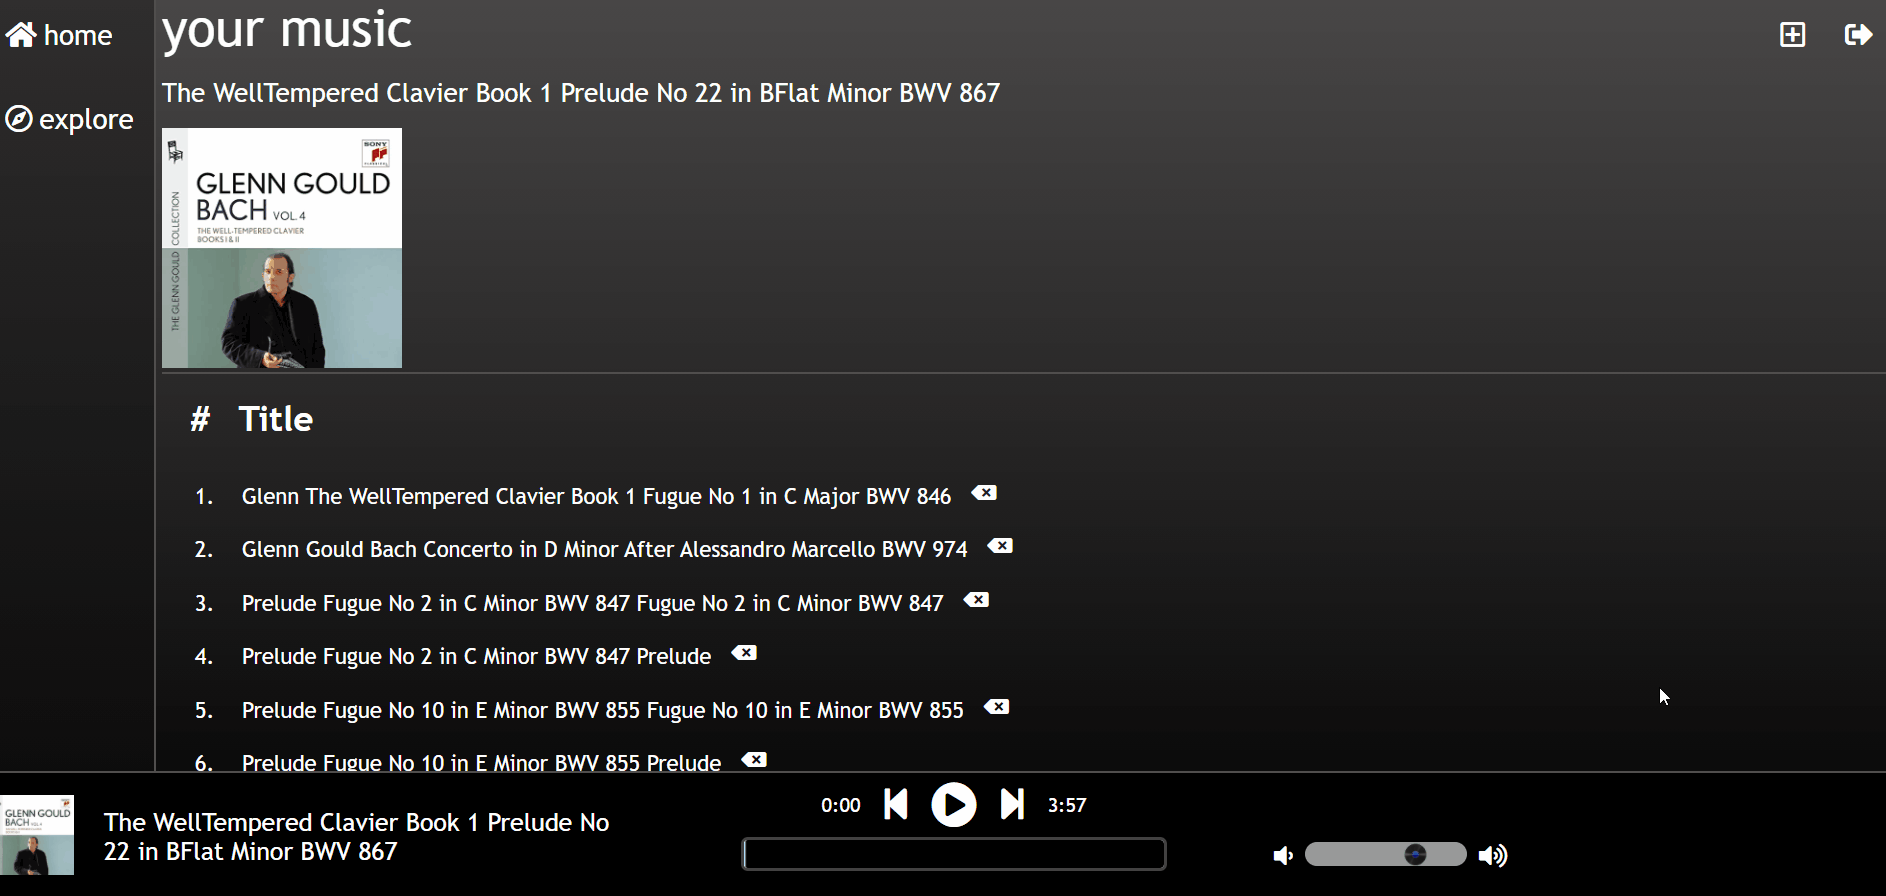 home
explore
your music
The WellTempered Clavier Book 1 Prelude No 22 in BFlat Minor BWV 867
SONY
CLASSICAL
GLENN GOULD
BACH VOL. 4
THE WELL-TEMPERED CLAVIER
BOOKS I & II
THE GLENN GOULD COLLECTION
# Title
1. Glenn The WellTempered Clavier Book 1 Fugue No 1 in C Major BWV 846
2. Glenn Gould Bach Concerto in D Minor After Alessandro Marcello BWV 974
3. Prelude Fugue No 2 in C Minor BWV 847 Fugue No 2 in C Minor BWV 847
4. Prelude Fugue No 2 in C Minor BWV 847 Prelude
5. Prelude Fugue No 10 in E Minor BWV 855 Fugue No 10 in E Minor BWV 855
6. Prelude Fugue No 10 in E Minor BWV 855 Prelude
GLENN GOULD
BACH VOL. 4
The WellTempered Clavier Book 1 Prelude No
22 in BFlat Minor BWV 867
0:00
3:57